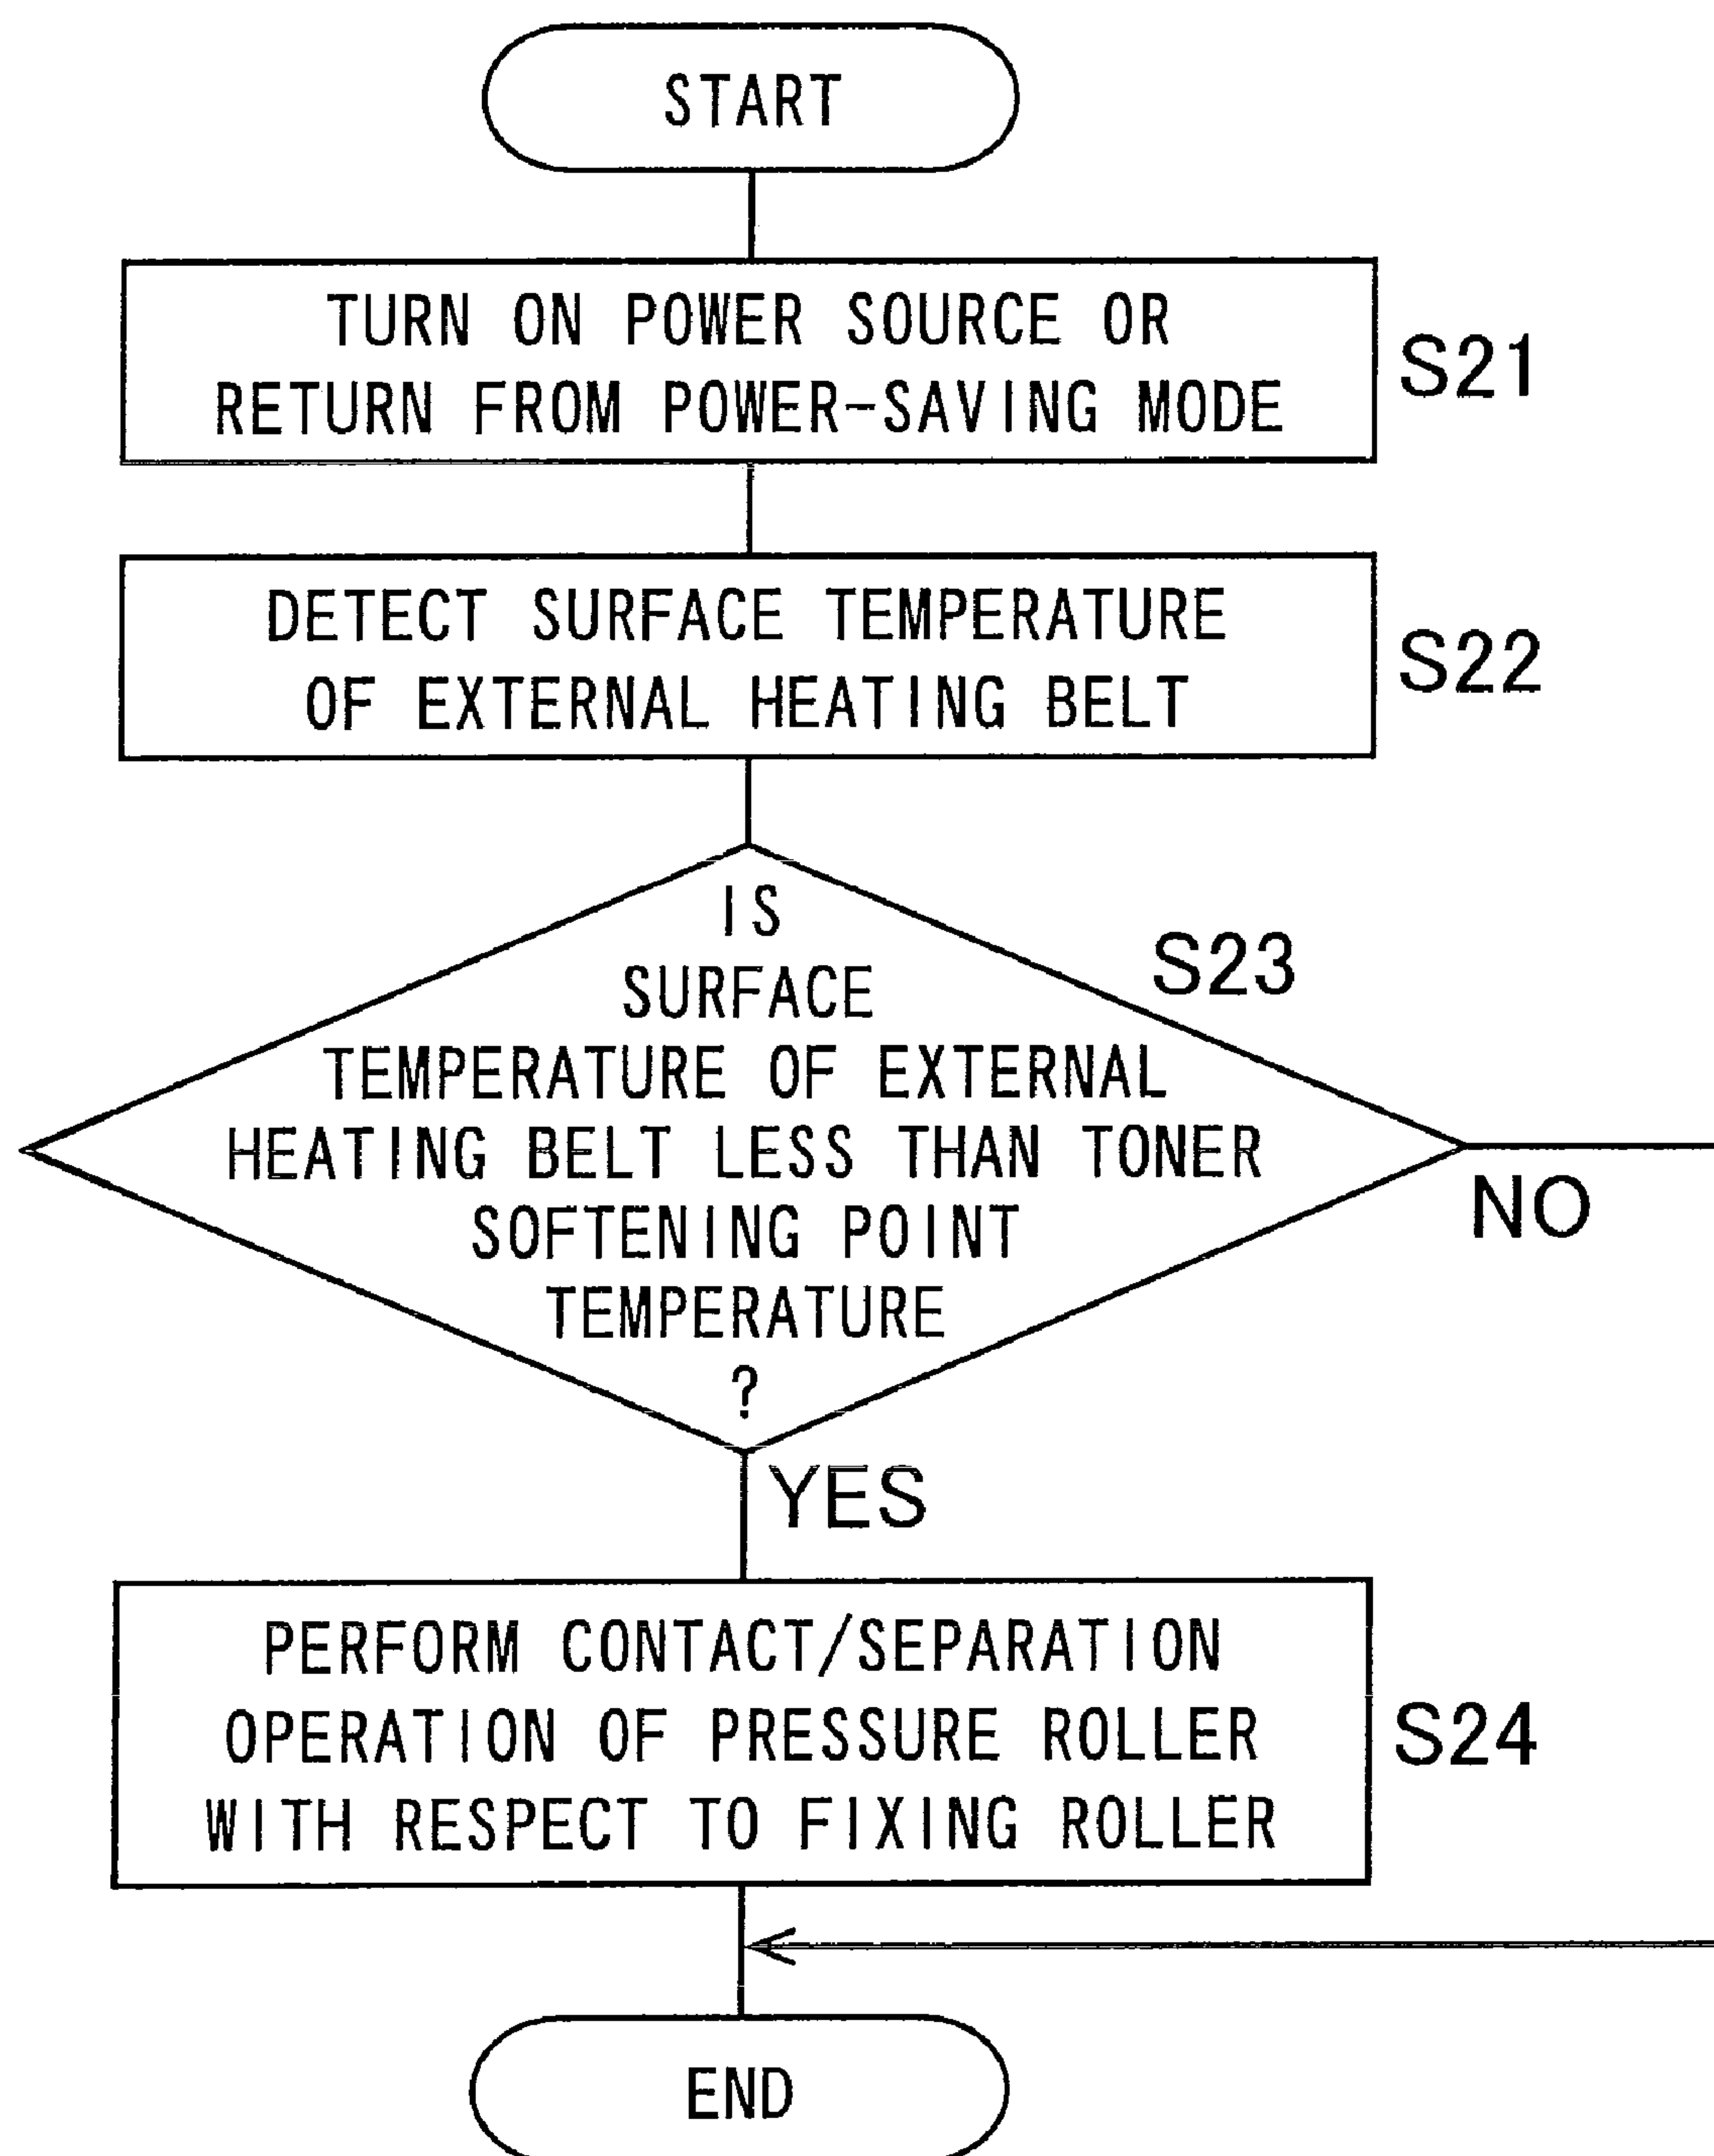 START
TURN ON POWER SOURCE OR
RETURN FROM POWER-SAVING MODE
S21
DETECT SURFACE TEMPERATURE
OF EXTERNAL HEATING BELT
S22
IS
SURFACE
TEMPERATURE OF EXTERNAL
HEATING BELT LESS THAN TONER
SOFTENING POINT
TEMPERATURE
?
S23
NO
YES
PERFORM CONTACT/SEPARATION
OPERATION OF PRESSURE ROLLER
WITH RESPECT TO FIXING ROLLER
S24
END